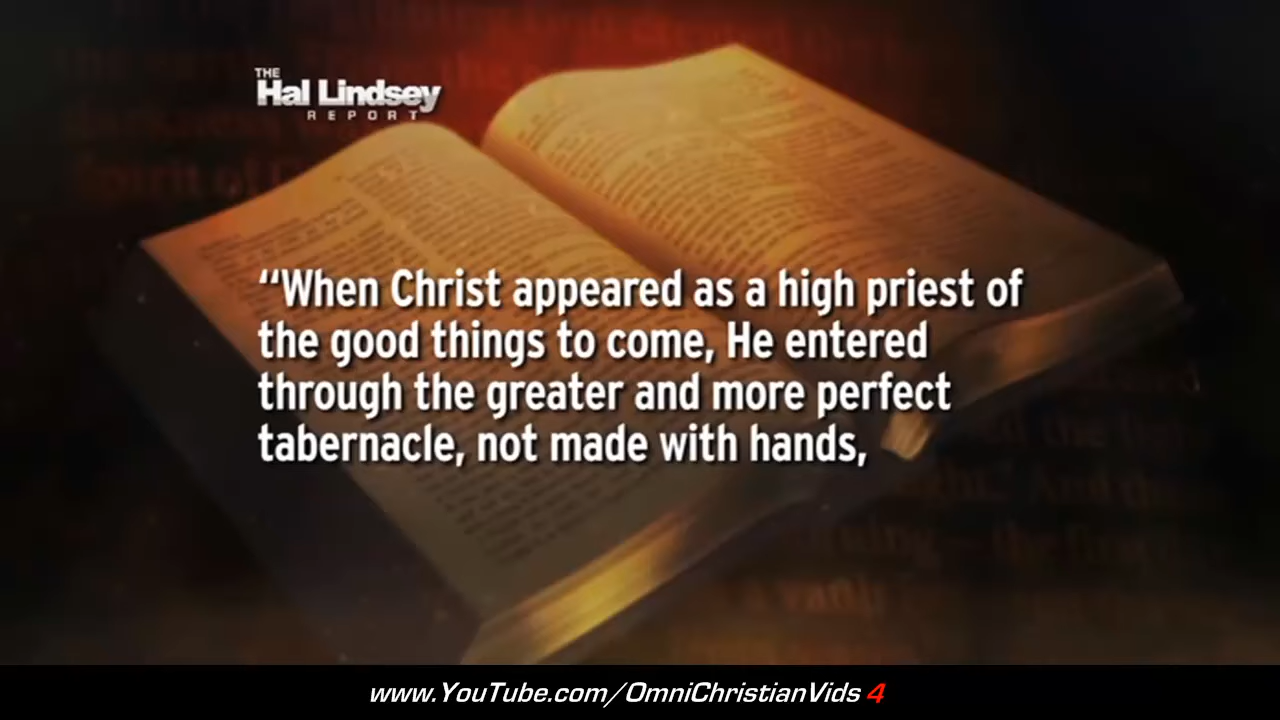 THE
Hal Lindsey
REPORT
“When Christ appeared as a high priest of
the good things to come, He entered
through the greater and more perfect
tabernacle, not made with hands,
www.YouTube.com/OmniChristianVids 4